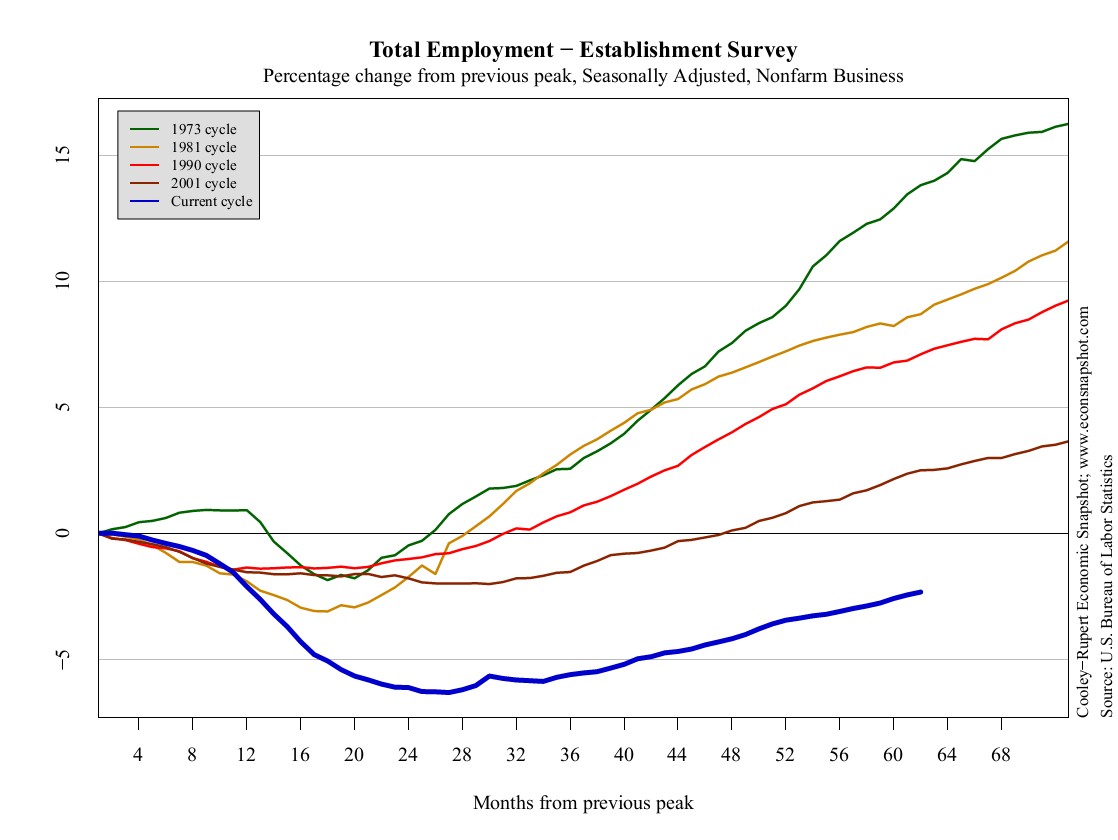 Total Employment − Establishment Survey
Percentage change from previous peak, Seasonally Adjusted, Nonfarm Business
1973 cycle
1981 cycle
1990 cycle
2001 cycle
Current cycle
15
10
5
0
−5
4 8 12 16 20 24 28 32 36 40 44 48 52 56 60 64 68
Months from previous peak
Cooley−Rupert Economic Snapshot; www.econsnapshot.com
Source: U.S. Bureau of Labor Statistics